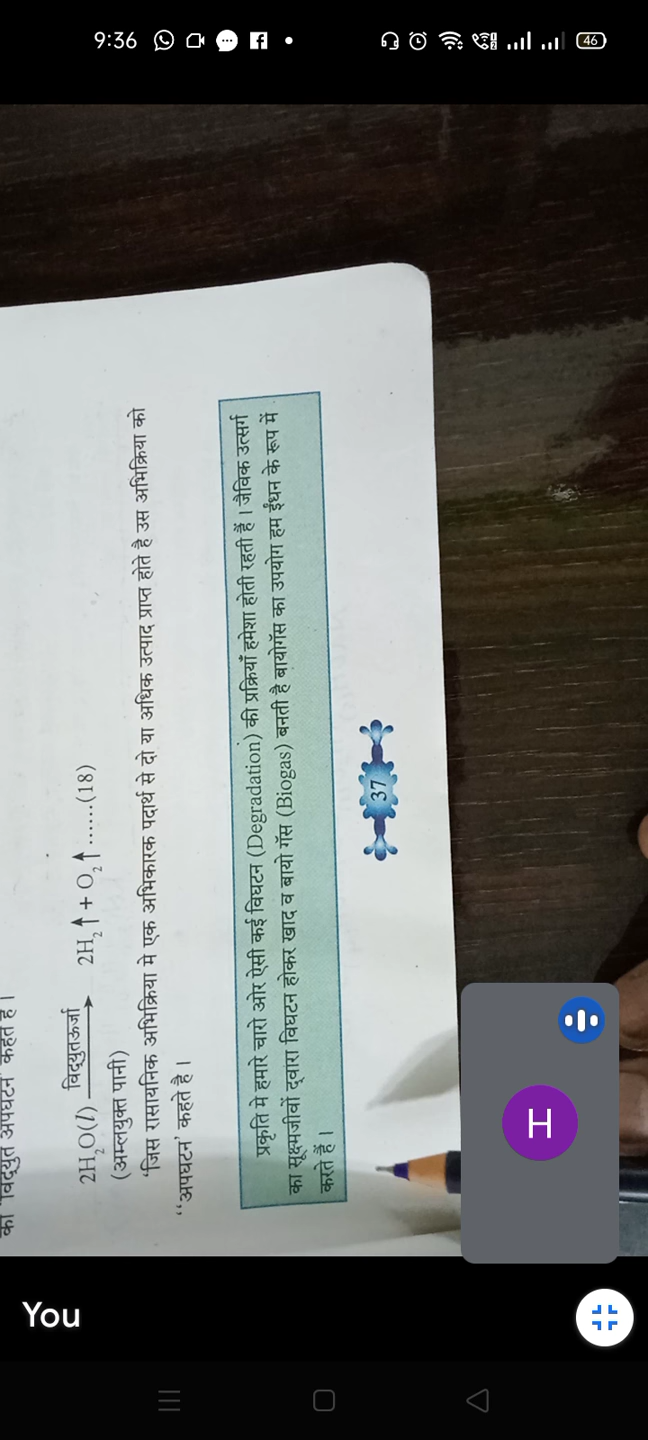 9:36
46
को 'विद्युत अपघटन' कहते हैं ।
विद्युतऊर्जा
2H₂O(l) ⟶ 2H₂↑ + O₂↑......(18)
(अम्लयुक्त पानी)
'जिस रासायनिक अभिक्रिया मे एक अभिकारक पदार्थ से दो या अधिक उत्पाद प्राप्त होते है उस अभिक्रिया को
''अपघटन' कहते है ।
प्रकृति मे हमारे चारो ओर ऐसी कई विघटन (Degradation) की प्रक्रियाँ हमेशा होती रहती हैं । जैविक उत्सर्ग
का सूक्ष्मजीवों द्वारा विघटन होकर खाद व बायो गॅस (Biogas) बनती है बायोगॅस का उपयोग हम ईंधन के रूप में
करते हैं ।
37
H
You